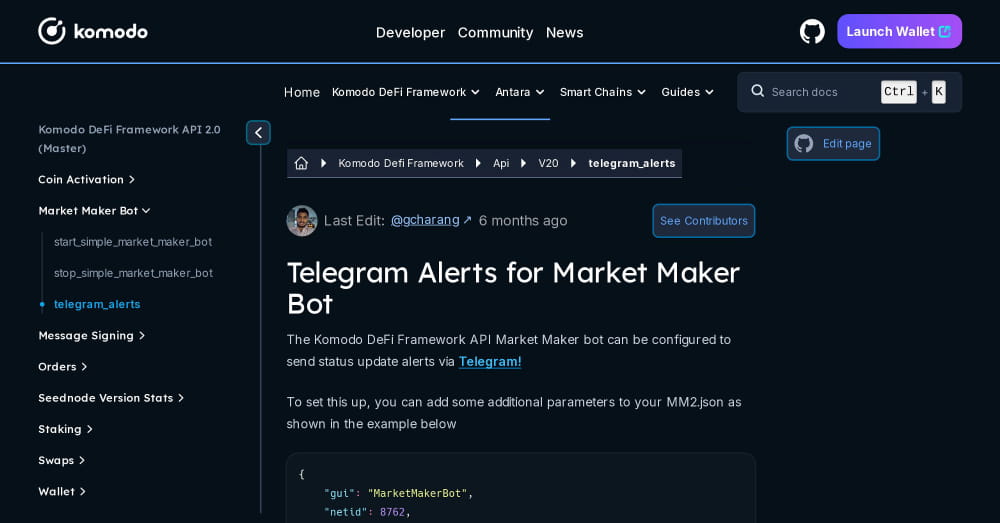 komodo
Developer Community News
Launch Wallet
Home Komodo DeFi Framework Antara Smart Chains Guides
Search docs Ctrl + K
Komodo DeFi Framework API 2.0
(Master)
Coin Activation
Market Maker Bot
start_simple_market_maker_bot
stop_simple_market_maker_bot
telegram_alerts
Message Signing
Orders
Seednode Version Stats
Staking
Swaps
Wallet
Komodo Defi Framework Api V20 telegram_alerts
Edit page
Last Edit: @gcharang ↗ 6 months ago
See Contributors
Telegram Alerts for Market Maker
Bot
The Komodo DeFi Framework API Market Maker bot can be configured to
send status update alerts via Telegram!
To set this up, you can add some additional parameters to your MM2.json as
shown in the example below
{
"gui": "MarketMakerBot",
"netid": 8762,